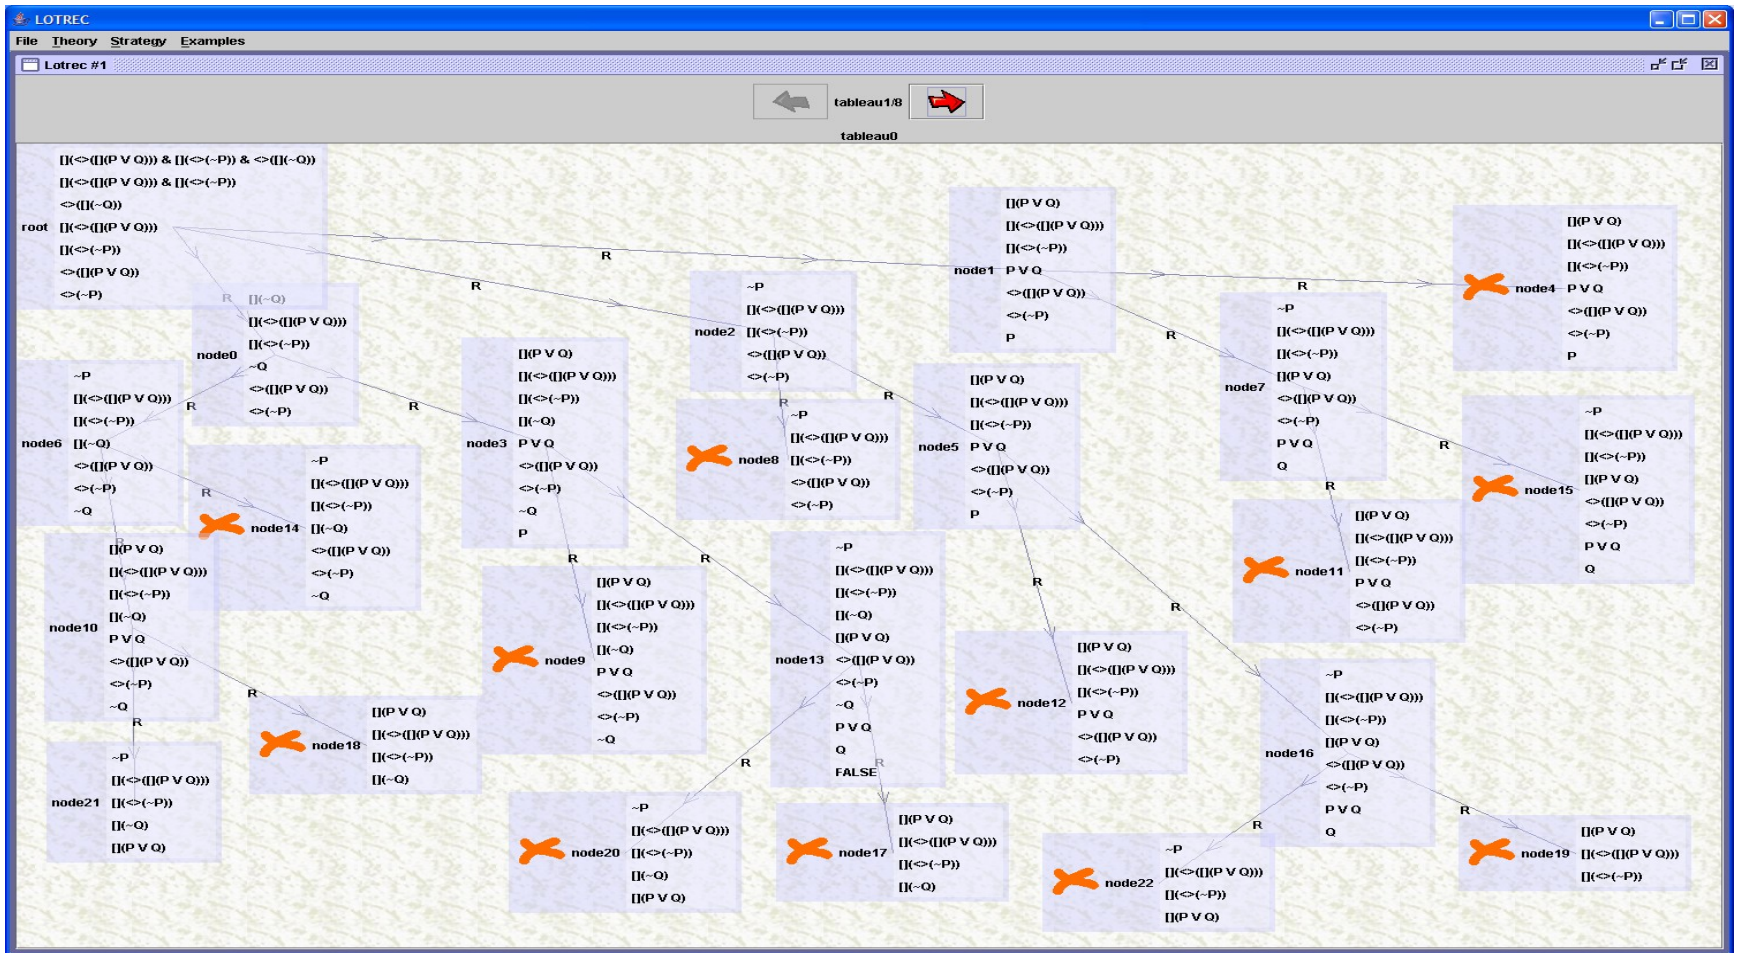 LOTREC
File Theory Strategy Examples
Lotrec #1
tableau1/8
tableau0
root
[](<>([](P V Q))) & [](<>(~P)) & <>([](~Q))
[](<>([](P V Q))) & [](<>(~P))
<>([](~Q))
[](<>([](P V Q)))
[](<>(~P))
<>([](P V Q))
<>(~P)
R
R
R
node0
[](~Q)
[](<>([](P V Q)))
[](<>(~P))
~Q
<>([](P V Q))
<>(~P)
R
R
node1
[](P V Q)
[](<>([](P V Q)))
[](<>(~P))
P V Q
<>([](P V Q))
<>(~P)
P
R
R
node4
[](P V Q)
[](<>([](P V Q)))
[](<>(~P))
P V Q
<>([](P V Q))
<>(~P)
P
node2
~P
[](<>([](P V Q)))
[](<>(~P))
<>([](P V Q))
<>(~P)
R
R
node7
~P
[](<>([](P V Q)))
[](<>(~P))
[](P V Q)
<>([](P V Q))
<>(~P)
P V Q
Q
R
R
node6
~P
[](<>([](P V Q)))
[](<>(~P))
[](~Q)
<>([](P V Q))
<>(~P)
~Q
R
R
node3
[](P V Q)
[](<>([](P V Q)))
[](<>(~P))
[](~Q)
P V Q
<>([](P V Q))
<>(~P)
~Q
P
R
R
node8
~P
[](<>([](P V Q)))
[](<>(~P))
<>([](P V Q))
<>(~P)
node5
[](P V Q)
[](<>([](P V Q)))
[](<>(~P))
P V Q
<>([](P V Q))
<>(~P)
P
R
R
node15
~P
[](<>([](P V Q)))
[](<>(~P))
[](P V Q)
<>([](P V Q))
<>(~P)
P V Q
Q
node14
~P
[](<>([](P V Q)))
[](<>(~P))
[](~Q)
<>([](P V Q))
<>(~P)
~Q
node11
[](P V Q)
[](<>([](P V Q)))
[](<>(~P))
P V Q
<>([](P V Q))
<>(~P)
node10
[](P V Q)
[](<>([](P V Q)))
[](<>(~P))
[](~Q)
P V Q
<>([](P V Q))
<>(~P)
~Q
R
R
node9
[](P V Q)
[](<>([](P V Q)))
[](<>(~P))
[](~Q)
P V Q
<>([](P V Q))
<>(~P)
~Q
node13
~P
[](<>([](P V Q)))
[](<>(~P))
[](~Q)
[](P V Q)
<>([](P V Q))
<>(~P)
~Q
P V Q
Q
FALSE
R
R
node12
[](P V Q)
[](<>([](P V Q)))
[](<>(~P))
P V Q
<>([](P V Q))
<>(~P)
node16
~P
[](<>([](P V Q)))
[](<>(~P))
[](P V Q)
<>([](P V Q))
<>(~P)
P V Q
Q
R
R
node18
[](P V Q)
[](<>([](P V Q)))
[](<>(~P))
[](~Q)
node21
~P
[](<>([](P V Q)))
[](<>(~P))
[](~Q)
[](P V Q)
node20
~P
[](<>([](P V Q)))
[](<>(~P))
[](~Q)
[](P V Q)
node17
[](P V Q)
[](<>([](P V Q)))
[](<>(~P))
[](~Q)
node22
~P
[](<>([](P V Q)))
[](<>(~P))
[](P V Q)
node19
[](P V Q)
[](<>([](P V Q)))
[](<>(~P))